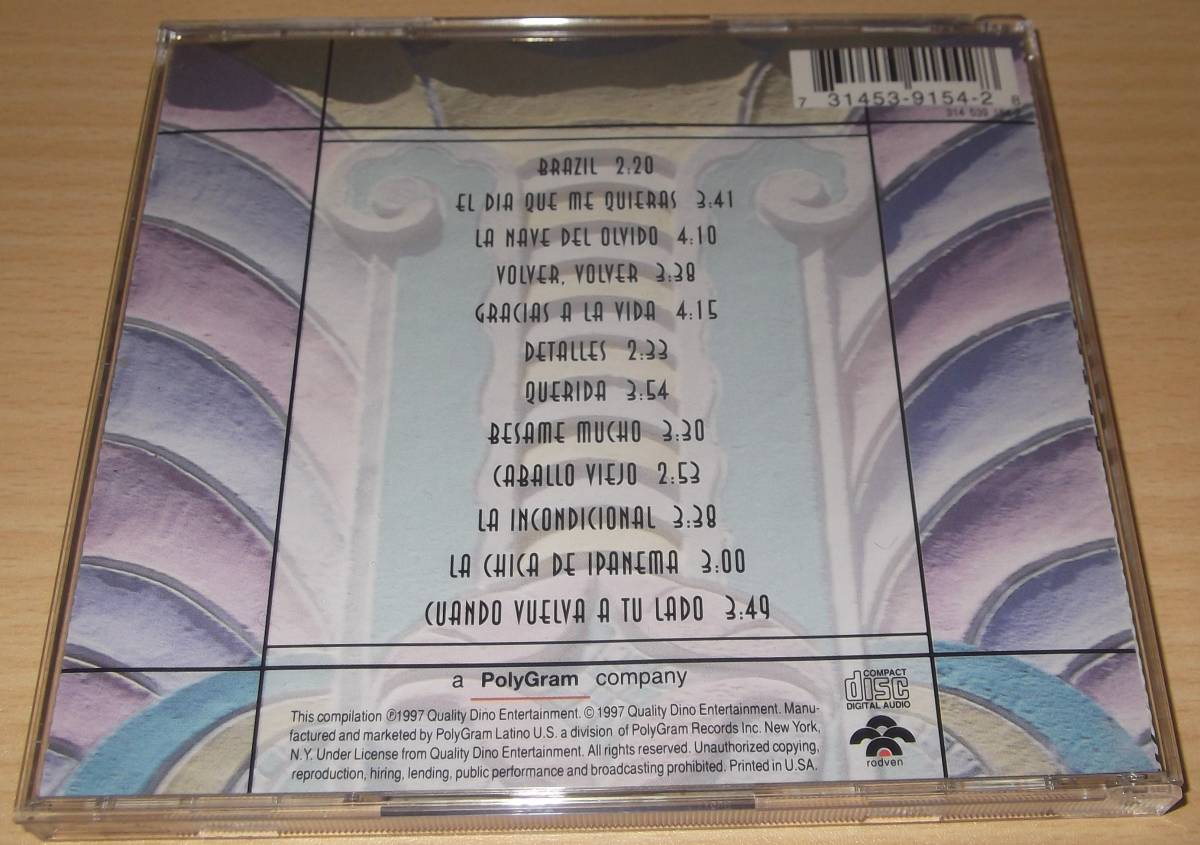 7 31453-9154-2 8
BRAZIL 2:20
EL DIA QUE ME QUIERAS 3:41
LA NAVE DEL OLVIDO 4:10
VOLVER, VOLVER 3:38
GRACIAS A LA VIDA 4:15
DETALLES 2:33
QUERIDA 3:54
BESAME MUCHO 3:30
CABALLO VIEJO 2:53
LA INCONDICIONAL 3:38
LA CHICA DE IPANEMA 3:00
CUANDO VUELVA A TU LADO 3:49
a PolyGram company
This compilation ℗1997 Quality Dino Entertainment. © 1997 Quality Dino Entertainment. Manu-
factured and marketed by PolyGram Latino U.S. a division of PolyGram Records Inc. New York,
N.Y. Under License from Quality Dino Entertainment. All rights reserved. Unauthorized copying,
reproduction, hiring, lending, public performance and broadcasting prohibited. Printed in U.SA.
COMPACT
disc
DIGITAL AUDIO
rodven